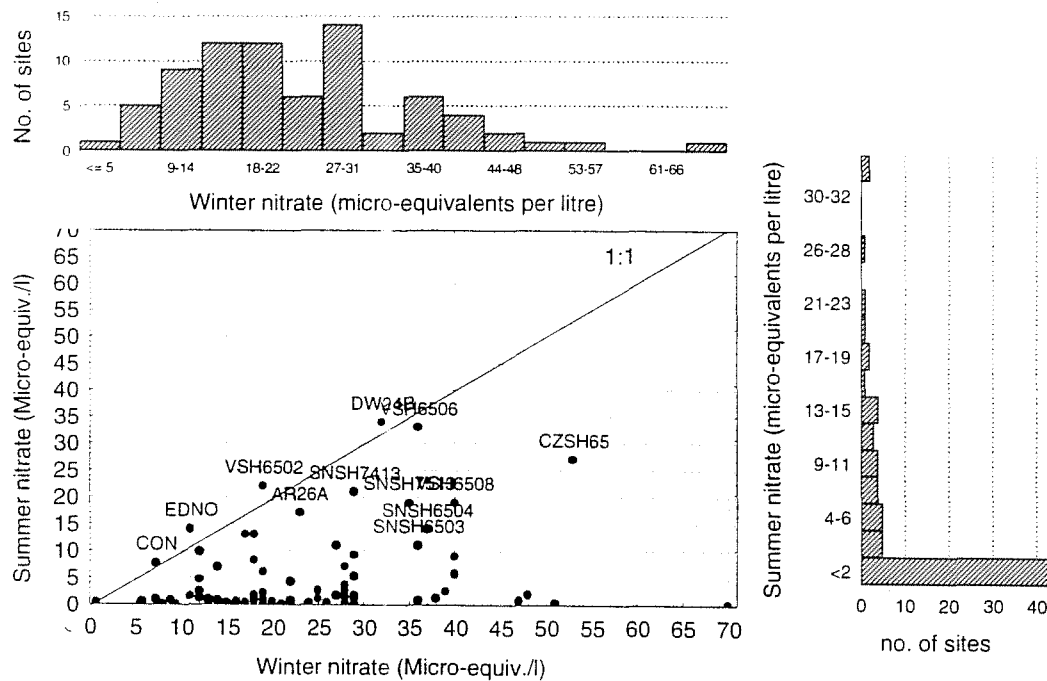 15
10
5
0
No. of sites
<= 5 9-14 18-22 27-31 35-40 44-48 53-57 61-66
Winter nitrate (micro-equivalents per litre)
70
65
60
55
50
45
40
35
30
25
20
15
10
5
0
Summer nitrate (Micro-equiv./l)
1:1
DW24B
VSH6506
CZSH65
VSH6502
SNSH7413
VSH6508
AR26A
SNSH6504
EDNO
SNSH6503
CON
0 5 10 15 20 25 30 35 40 45 50 55 60 65 70
Winter nitrate (Micro-equiv./l)
Summer nitrate (micro-equivalents per litre)
30-32
26-28
21-23
17-19
13-15
9-11
4-6
<2
0 10 20 30 40
no. of sites